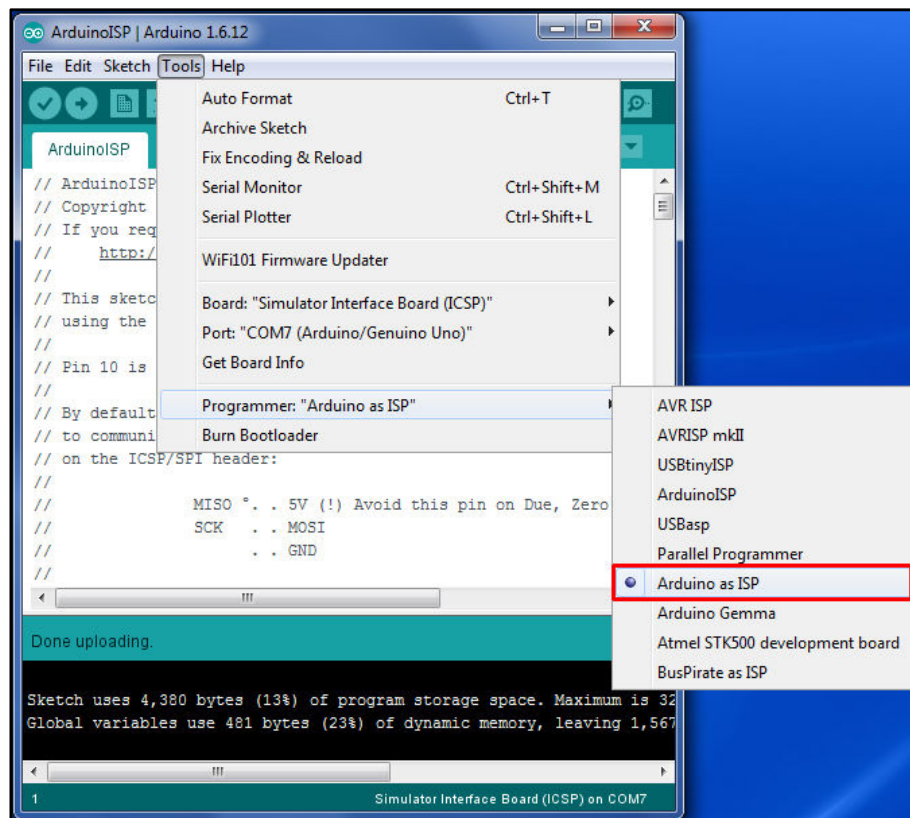 ArduinoISP | Arduino 1.6.12
File Edit Sketch Tools Help
Auto Format Ctrl+T
Archive Sketch
Fix Encoding & Reload
Serial Monitor Ctrl+Shift+M
Serial Plotter Ctrl+Shift+L
WiFi101 Firmware Updater
Board: "Simulator Interface Board (ICSP)"
Port: "COM7 (Arduino/Genuino Uno)"
Get Board Info
Programmer: "Arduino as ISP"
Burn Bootloader
AVR ISP
AVRISP mkII
USBtinyISP
ArduinoISP
USBasp
Parallel Programmer
Arduino as ISP
Arduino Gemma
Atmel STK500 development board
BusPirate as ISP
ArduinoISP
// ArduinoISP
// Copyright
// If you req
// http:/
//
// This sketc
// using the
//
// Pin 10 is
//
// By default
// to communi
// on the ICSP/SPI header:
//
// MISO °. . 5V (!) Avoid this pin on Due, Zero
// SCK . . MOSI
// . . GND
//
Done uploading.
Sketch uses 4,380 bytes (13%) of program storage space. Maximum is 32
Global variables use 481 bytes (23%) of dynamic memory, leaving 1,567
1 Simulator Interface Board (ICSP) on COM7